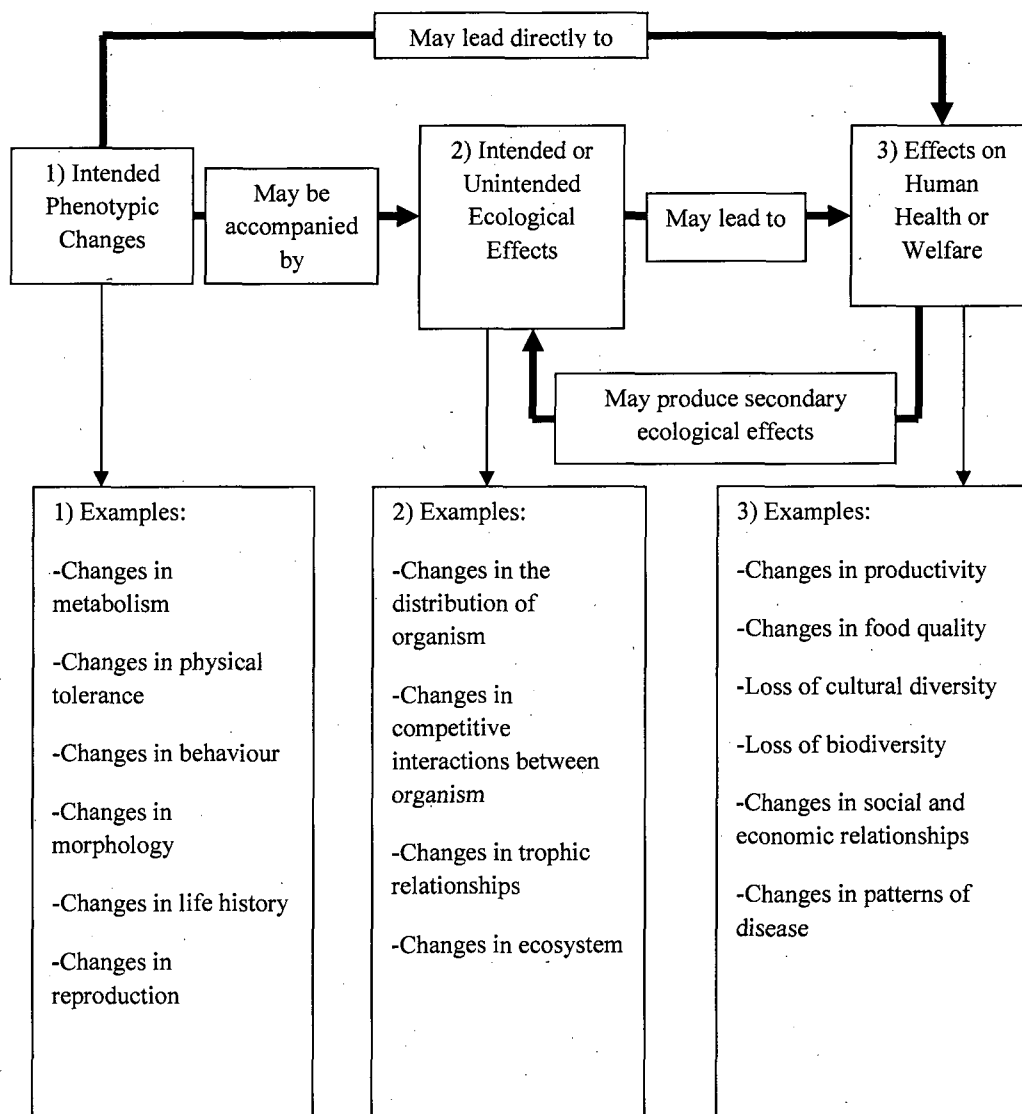 May lead directly to
1) Intended
Phenotypic
Changes
May be
accompanied
by
2) Intended or
Unintended
Ecological
Effects
May lead to
3) Effects on
Human
Health or
Welfare
May produce secondary
ecological effects
1) Examples:
-Changes in
metabolism
-Changes in physical
tolerance
-Changes in behaviour
-Changes in
morphology
-Changes in life history
-Changes in
reproduction
2) Examples:
-Changes in the
distribution of
organism
-Changes in
competitive
interactions between
organism
-Changes in trophic
relationships
-Changes in ecosystem
3) Examples:
-Changes in productivity
-Changes in food quality
-Loss of cultural diversity
-Loss of biodiversity
-Changes in social and
economic relationships
-Changes in patterns of
disease